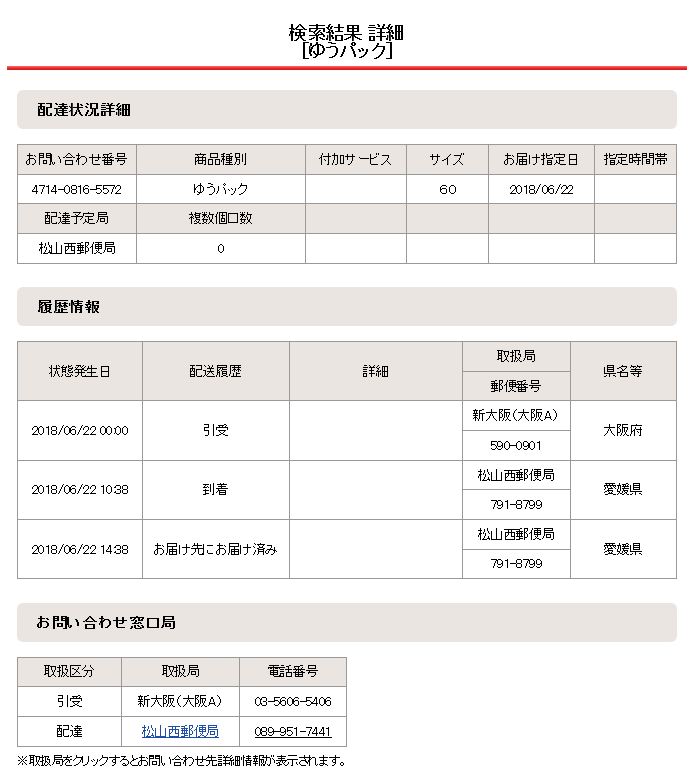 検索結果 詳細
[ゆうパック]
配達状況詳細
お問い合わせ番号 商品種別 付加サービス サイズ お届け指定日 指定時間帯
4714-0816-5572 ゆうパック 60 2018/06/22
配達予定局 複数個口数
松山西郵便局 0
履歴情報
状態発生日 配送履歴 詳細 取扱局 県名等
郵便番号
2018/06/22 00:00 引受 新大阪(大阪A) 大阪府
590-0901
2018/06/22 10:38 到着 松山西郵便局 愛媛県
791-8799
2018/06/22 14:38 お届け先にお届け済み 松山西郵便局 愛媛県
791-8799
お問い合わせ窓口局
取扱区分 取扱局 電話番号
引受 新大阪(大阪A) 03-5606-5406
配達 松山西郵便局 089-951-7441
※取扱局をクリックするとお問い合わせ先詳細情報が表示されます。